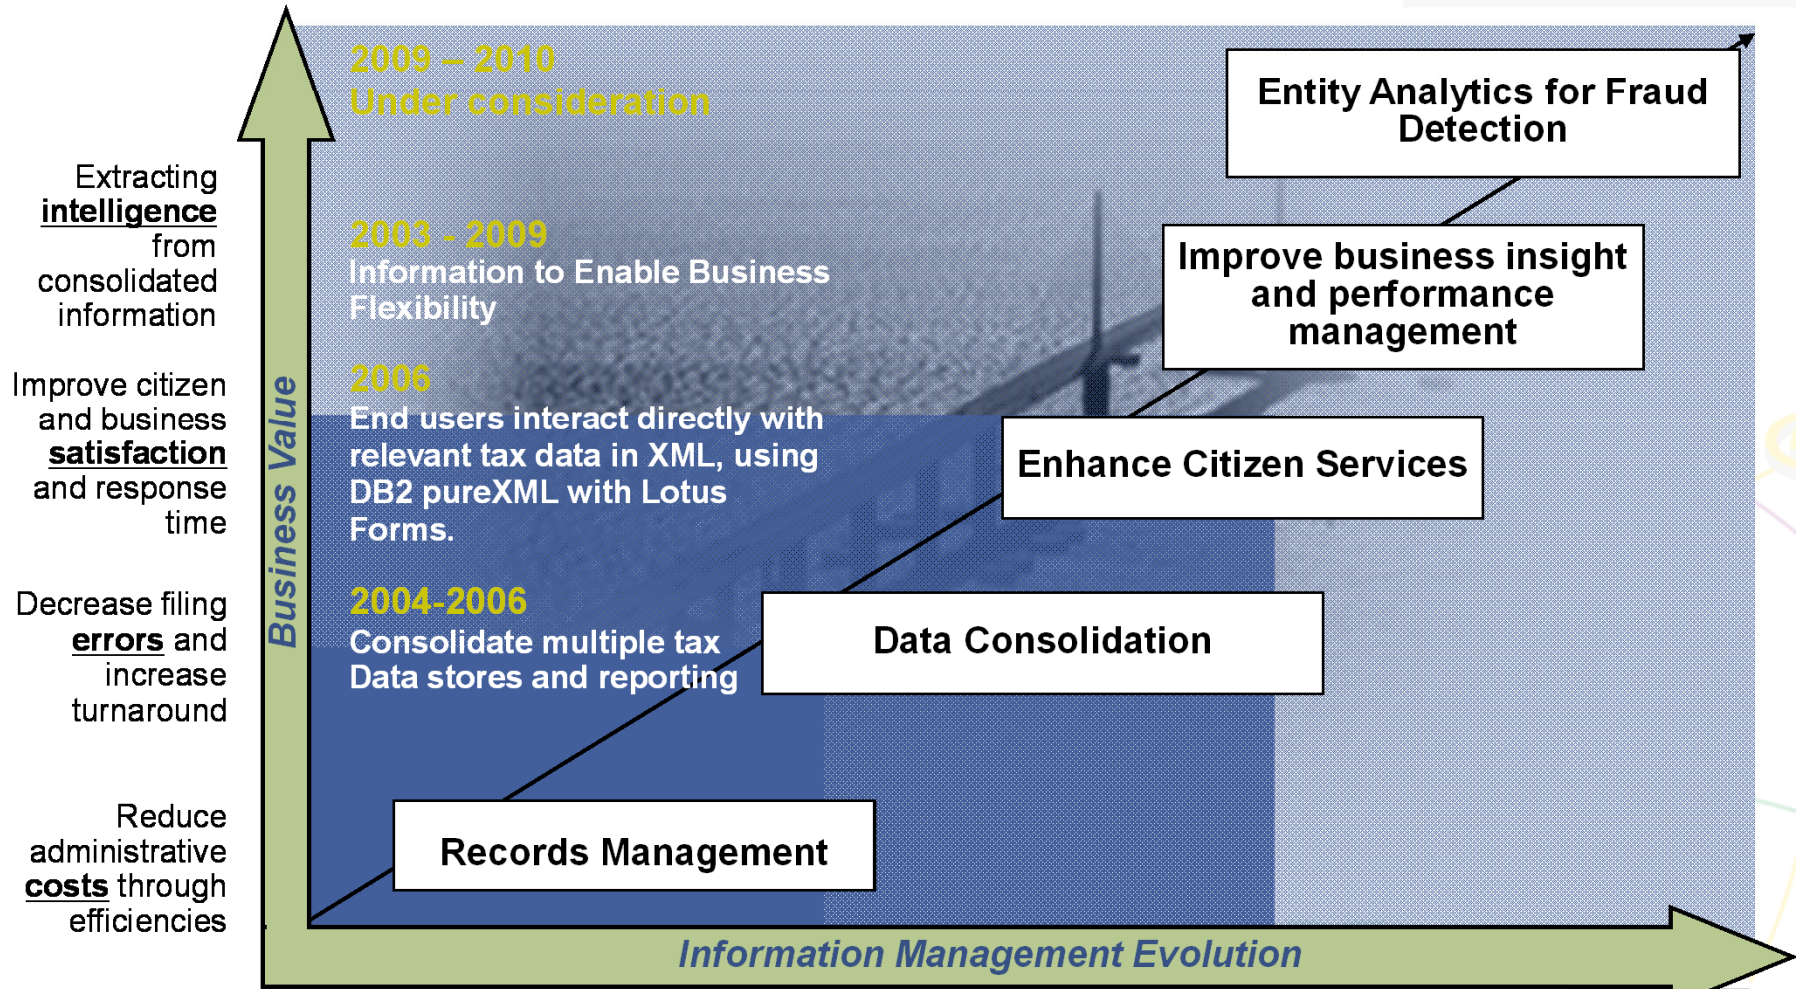 2009 – 2010
Under consideration
Entity Analytics for Fraud
Detection
Extracting
intelligence
from
consolidated
information
2003 - 2009
Information to Enable Business
Flexibility
Improve business insight
and performance
management
Improve citizen
and business
satisfaction
and response
time
2006
End users interact directly with
relevant tax data in XML, using
DB2 pureXML with Lotus
Forms.
Enhance Citizen Services
Business Value
Decrease filing
errors and
increase
turnaround
2004-2006
Consolidate multiple tax
Data stores and reporting
Data Consolidation
Reduce
administrative
costs through
efficiencies
Records Management
Information Management Evolution